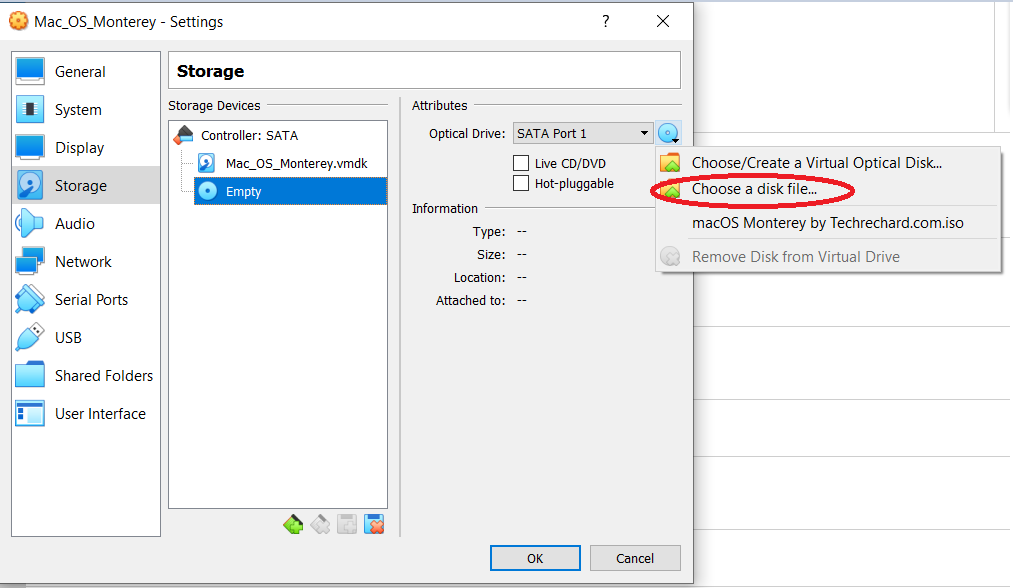 Mac_OS_Monterey - Settings
?
General
System
Display
Storage
Audio
Network
Serial Ports
USB
Shared Folders
User Interface
Storage
Storage Devices
Controller: SATA
Mac_OS_Monterey.vmdk
Empty
Attributes
Optical Drive: SATA Port 1
Live CD/DVD
Hot-pluggable
Information
Type: --
Size: --
Location: --
Attached to: --
Choose/Create a Virtual Optical Disk...
Choose a disk file...
macOS Monterey by Techrechard.com.iso
Remove Disk from Virtual Drive
OK
Cancel